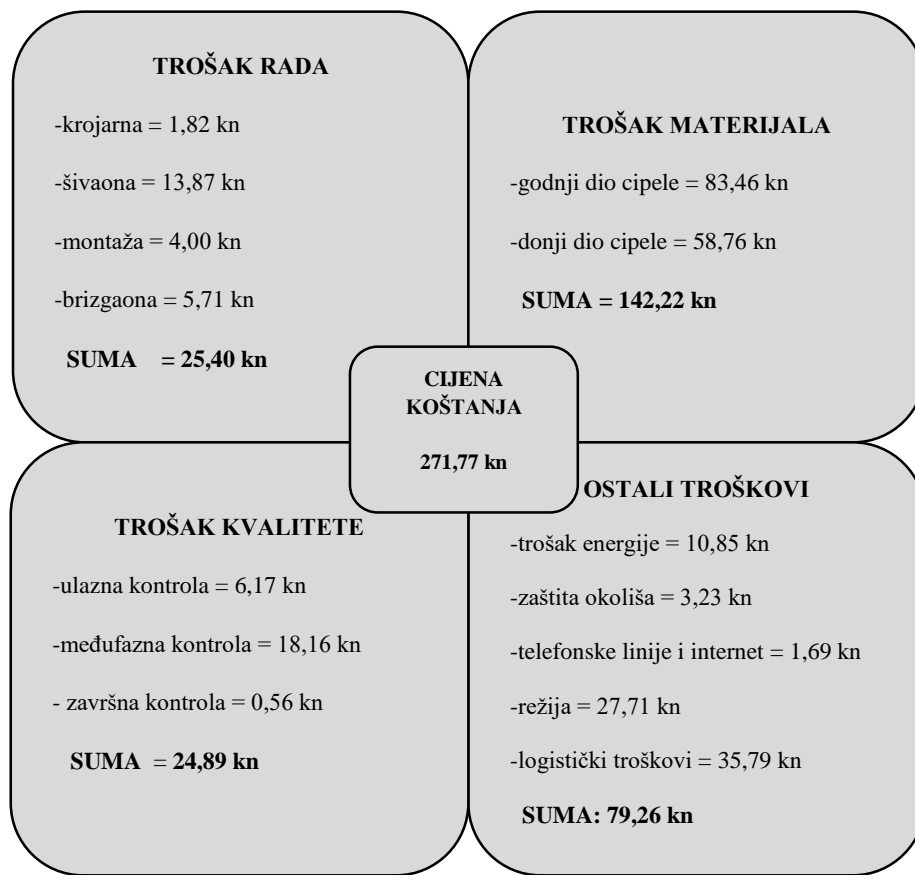 TROŠAK RADA
-krojarna = 1,82 kn
-šivaona = 13,87 kn
-montaža = 4,00 kn
-brizgaona = 5,71 kn
SUMA = 25,40 kn
TROŠAK MATERIJALA
-godnji dio cipele = 83,46 kn
-donji dio cipele = 58,76 kn
SUMA = 142,22 kn
CIJENA
KOŠTANJA
271,77 kn
TROŠAK KVALITETE
-ulazna kontrola = 6,17 kn
-međufazna kontrola = 18,16 kn
- završna kontrola = 0,56 kn
SUMA = 24,89 kn
OSTALI TROŠKOVI
-trošak energije = 10,85 kn
-zaštita okoliša = 3,23 kn
-telefonske linije i internet = 1,69 kn
-režija = 27,71 kn
-logistički troškovi = 35,79 kn
SUMA: 79,26 kn